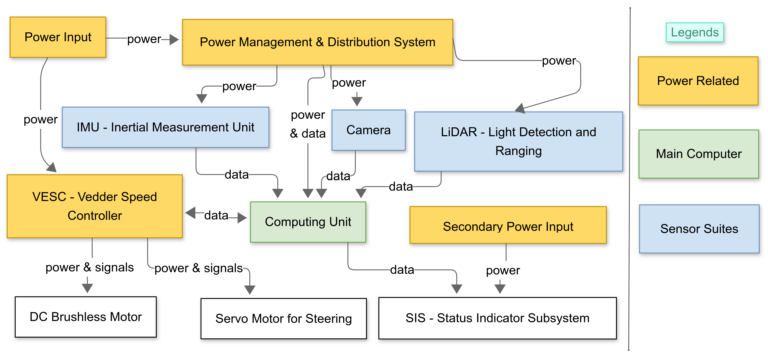 Power Input
power
Power Management & Distribution System
Legends
power
power
power
Power Related
power
power
& data
IMU - Inertial Measurement Unit
Camera
LiDAR - Light Detection and
Ranging
Main Computer
data
data
data
VESC - Vedder Speed
Controller
data
Computing Unit
Secondary Power Input
Sensor Suites
power & signals
power & signals
data
power
DC Brushless Motor
Servo Motor for Steering
SIS - Status Indicator Subsystem